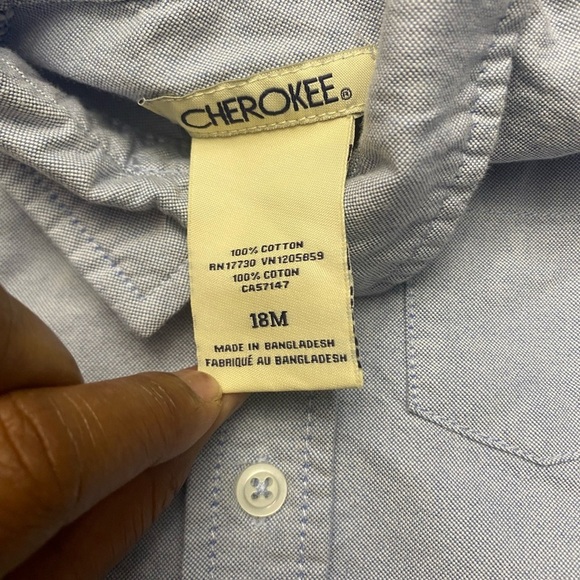 CHEROKEE®
100% COTTON
RN17730 VN1205859
100% COTON
CA57147
18M
MADE IN BANGLADESH
FABRIQUÉ AU BANGLADESH